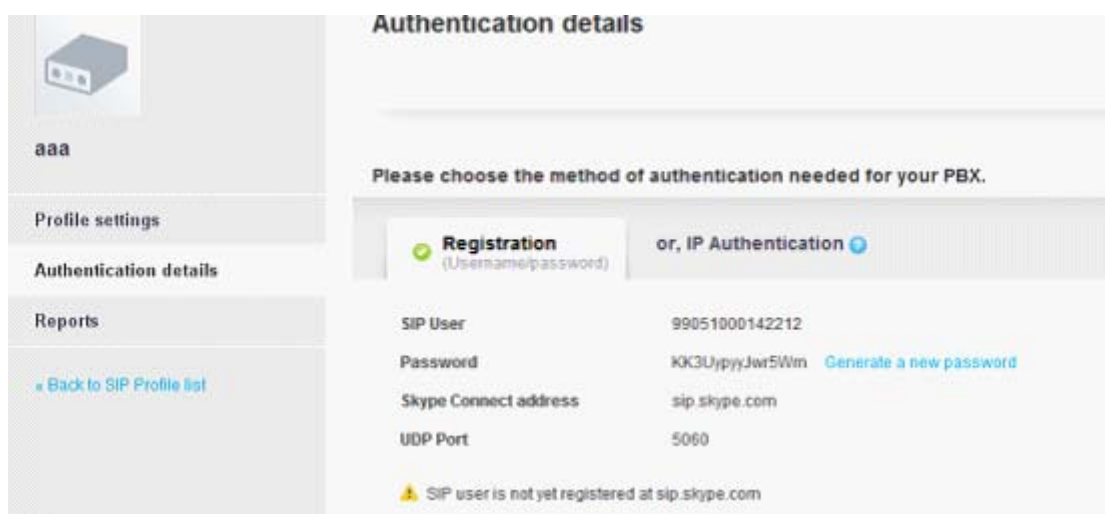 Authentication details
aaa
Please choose the method of authentication needed for your PBX.
Profile settings
Authentication details
Reports
« Back to SIP Profile list
Registration
(Username/password)
or, IP Authentication ?
SIP User 99051000142212
Password KK3UypyyJwr5Wm Generate a new password
Skype Connect address sip.skype.com
UDP Port 5060
SIP user is not yet registered at sip.skype.com